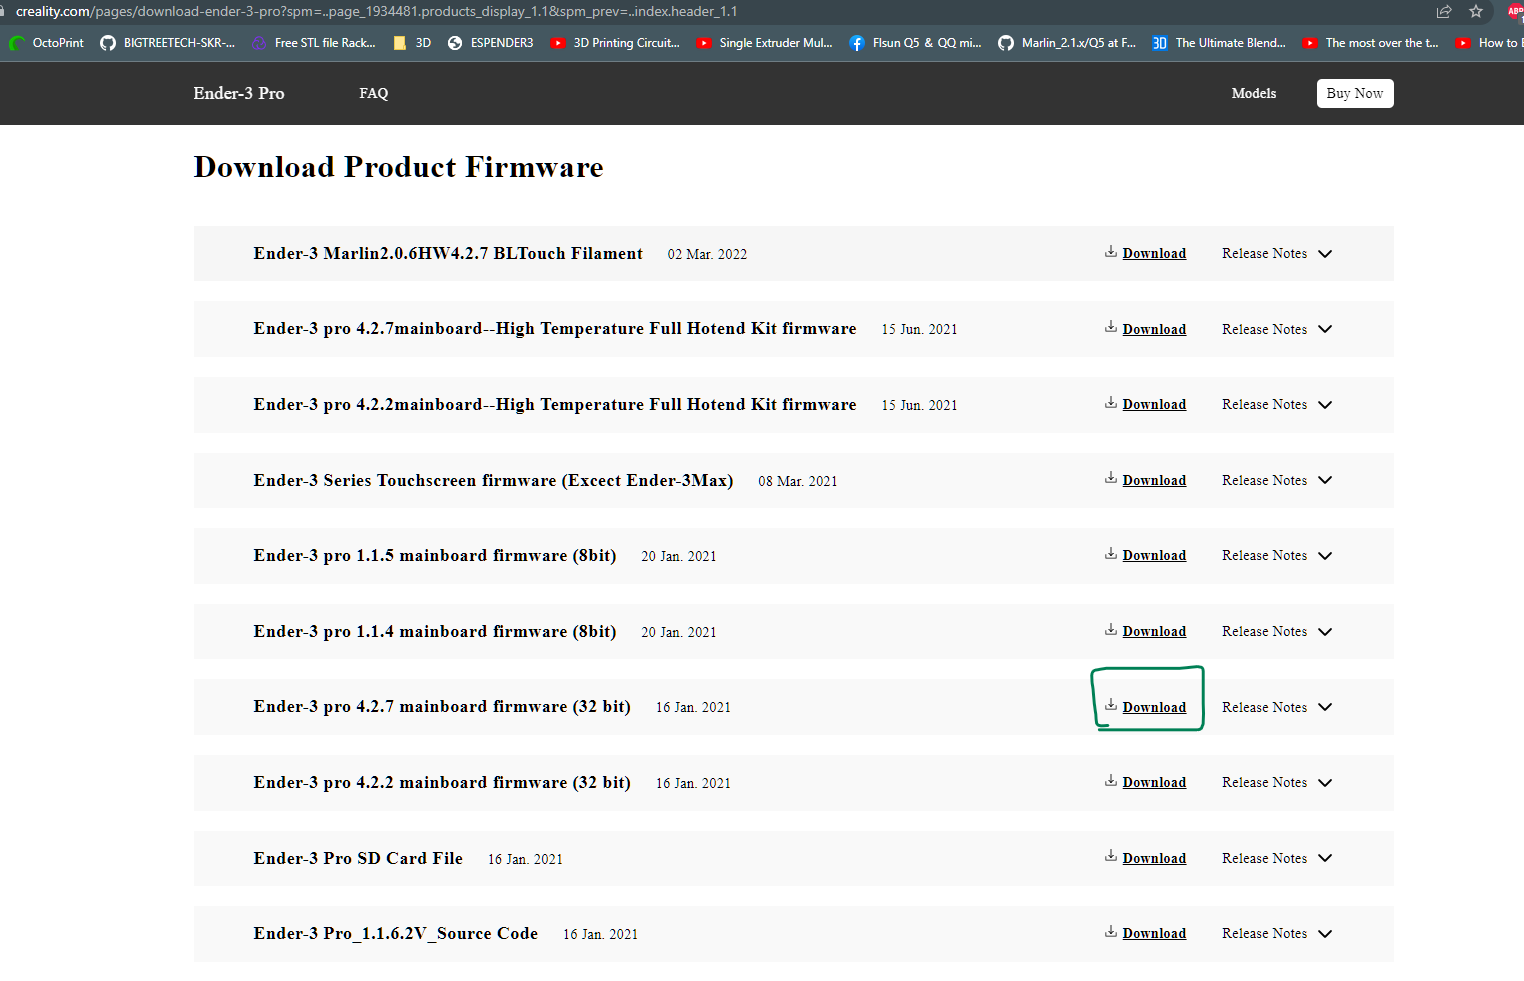 creality.com/pages/download-ender-3-pro?spm=..page_1934481.products_display_1.1&spm_prev=..index.header_1.1
ABP
OctoPrint BIGTREETECH-SKR-... Free STL file Rack... 3D ESPENDER3 3D Printing Circuit... Single Extruder Mul... Flsun Q5 & QQ mi... Marlin_2.1.x/Q5 at F... 3D The Ultimate Blend... The most over the t... How to
Ender-3 Pro FAQ Models Buy Now
Download Product Firmware
Ender-3 Marlin2.0.6HW4.2.7 BLTouch Filament 02 Mar. 2022 Download Release Notes
Ender-3 pro 4.2.7mainboard--High Temperature Full Hotend Kit firmware 15 Jun. 2021 Download Release Notes
Ender-3 pro 4.2.2mainboard--High Temperature Full Hotend Kit firmware 15 Jun. 2021 Download Release Notes
Ender-3 Series Touchscreen firmware (Excect Ender-3Max) 08 Mar. 2021 Download Release Notes
Ender-3 pro 1.1.5 mainboard firmware (8bit) 20 Jan. 2021 Download Release Notes
Ender-3 pro 1.1.4 mainboard firmware (8bit) 20 Jan. 2021 Download Release Notes
Ender-3 pro 4.2.7 mainboard firmware (32 bit) 16 Jan. 2021 Download Release Notes
Ender-3 pro 4.2.2 mainboard firmware (32 bit) 16 Jan. 2021 Download Release Notes
Ender-3 Pro SD Card File 16 Jan. 2021 Download Release Notes
Ender-3 Pro_1.1.6.2V_Source Code 16 Jan. 2021 Download Release Notes